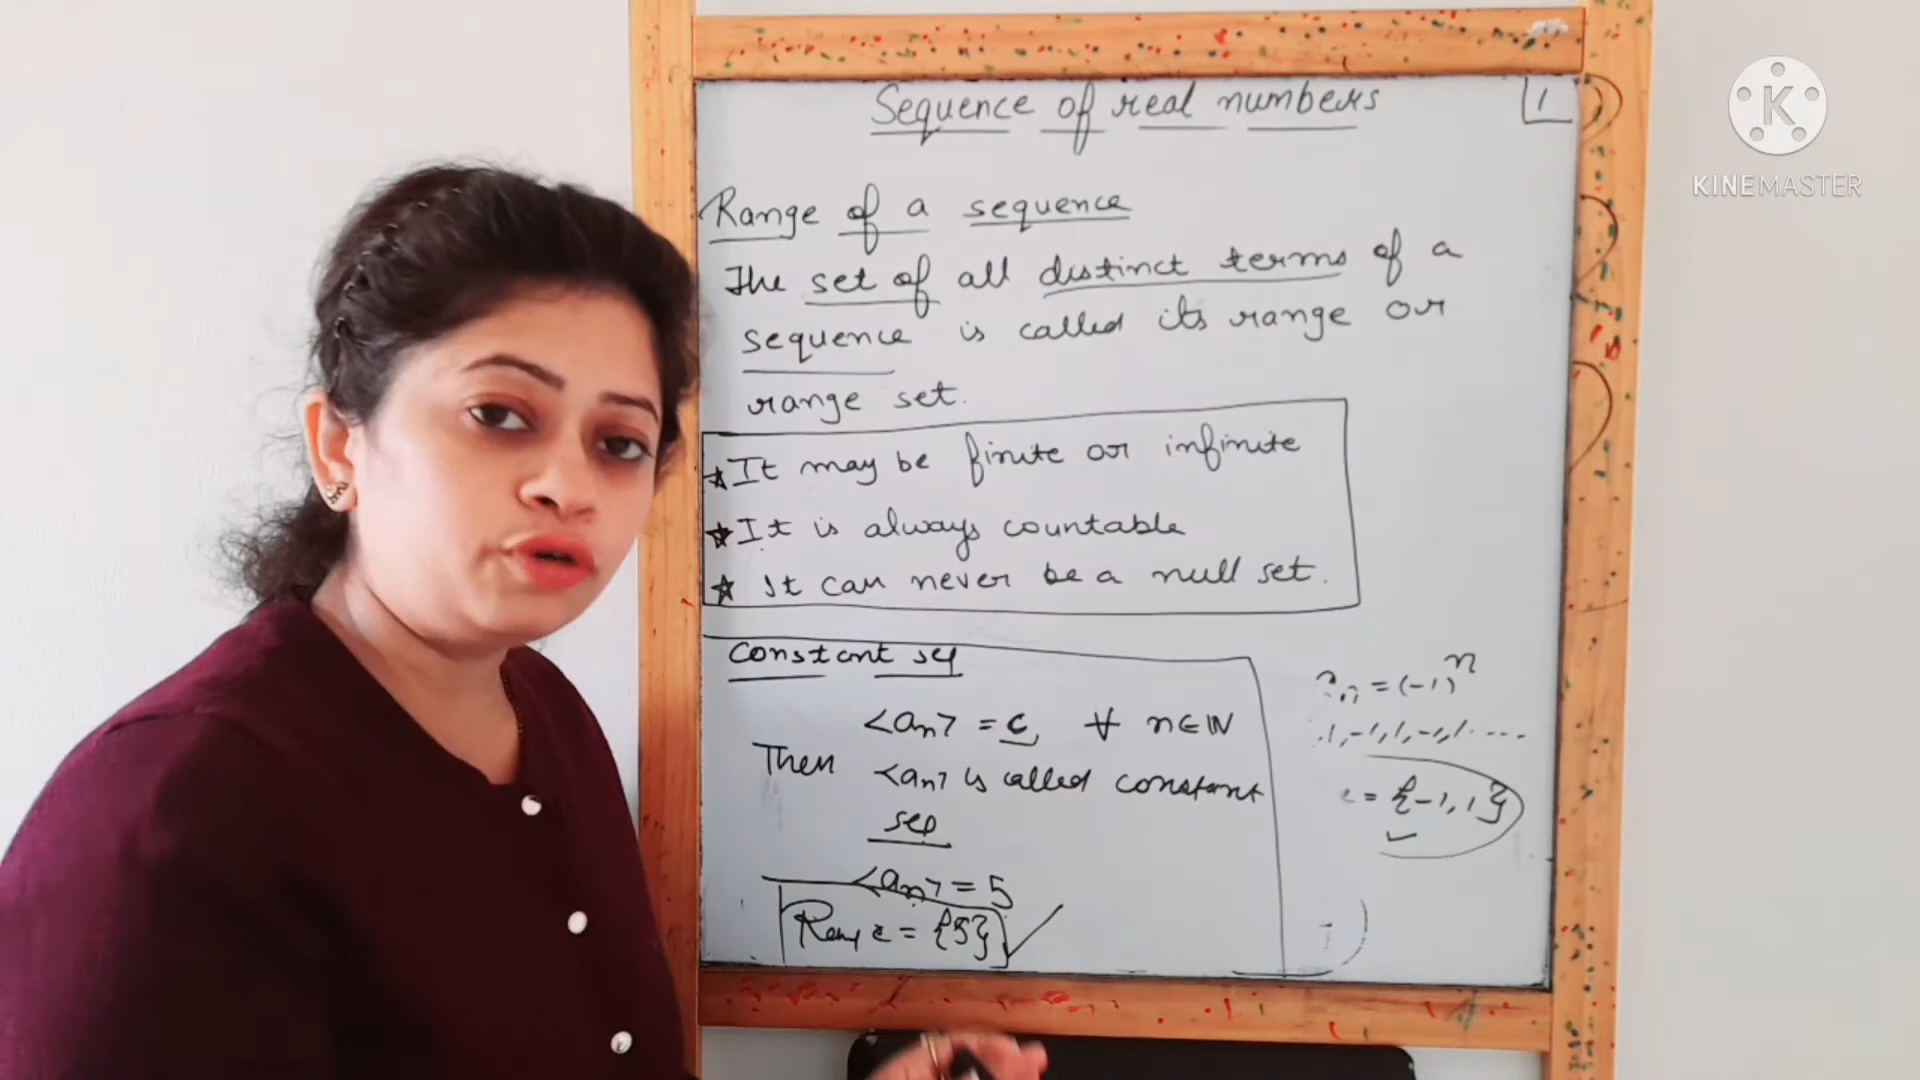 Sequence of real numbers
1
KINEMASTER
Range of a sequence
The set of all distinct terms of a
sequence is called its range or
range set.
☆ It may be finite or infinite
☆ It is always countable
☆ It can never be a null set.
Constant seq
<an> = c ∀ n∈ℕ
Then <an> is called constant
seq
<an> = 5
Range = {5}
n = (-1)^n
1, -1, 1, -1, 1 ....
= {-1, 1}